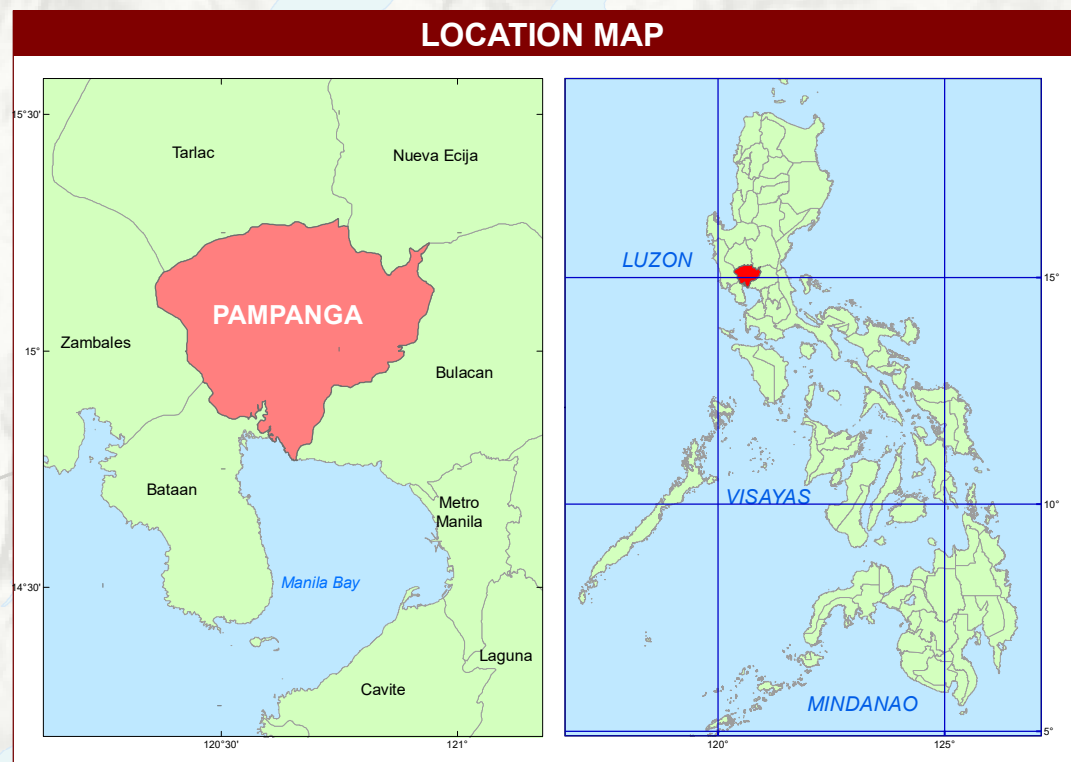 LOCATION MAP
15°30'
Tarlac
Nueva Ecija
PAMPANGA
Zambales
15°
Bulacan
Bataan
Metro
Manila
Manila Bay
14°30'
Laguna
Cavite
120°30'
121°
LUZON
15°
VISAYAS
10°
MINDANAO
5°
120°
125°